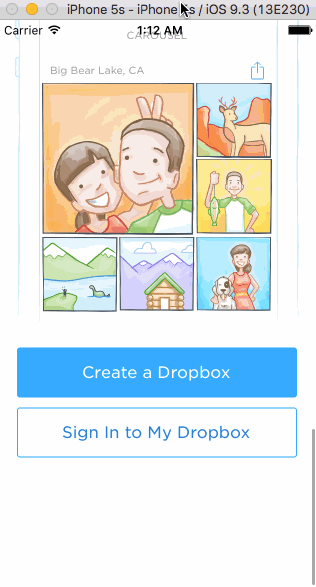 iPhone 5s - iPhone 5s / iOS 9.3 (13E230)
Carrier 1:12 AM
CAROUSEL
Big Bear Lake, CA
Create a Dropbox
Sign In to My Dropbox